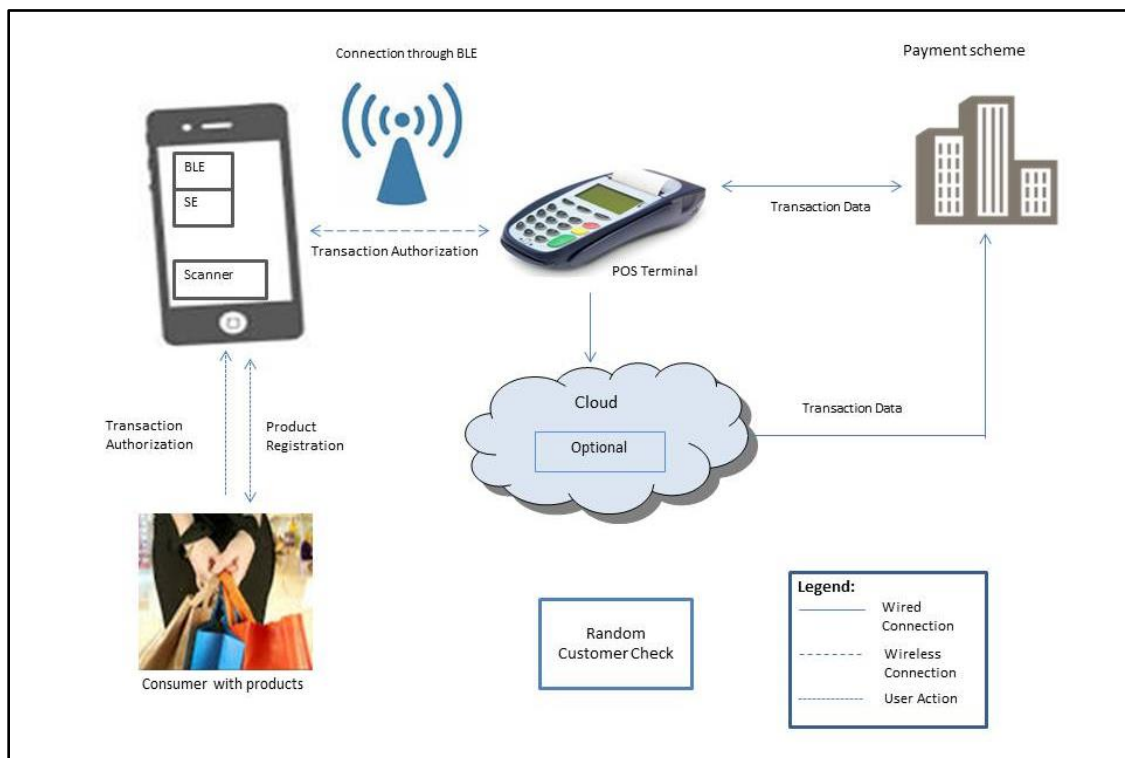 Connection through BLE
Payment scheme
BLE
SE
Scanner
Transaction Authorization
POS Terminal
Transaction Data
Transaction
Authorization
Product
Registration
Cloud
Optional
Transaction Data
Consumer with products
Random
Customer Check
Legend:
Wired
Connection
Wireless
Connection
User Action